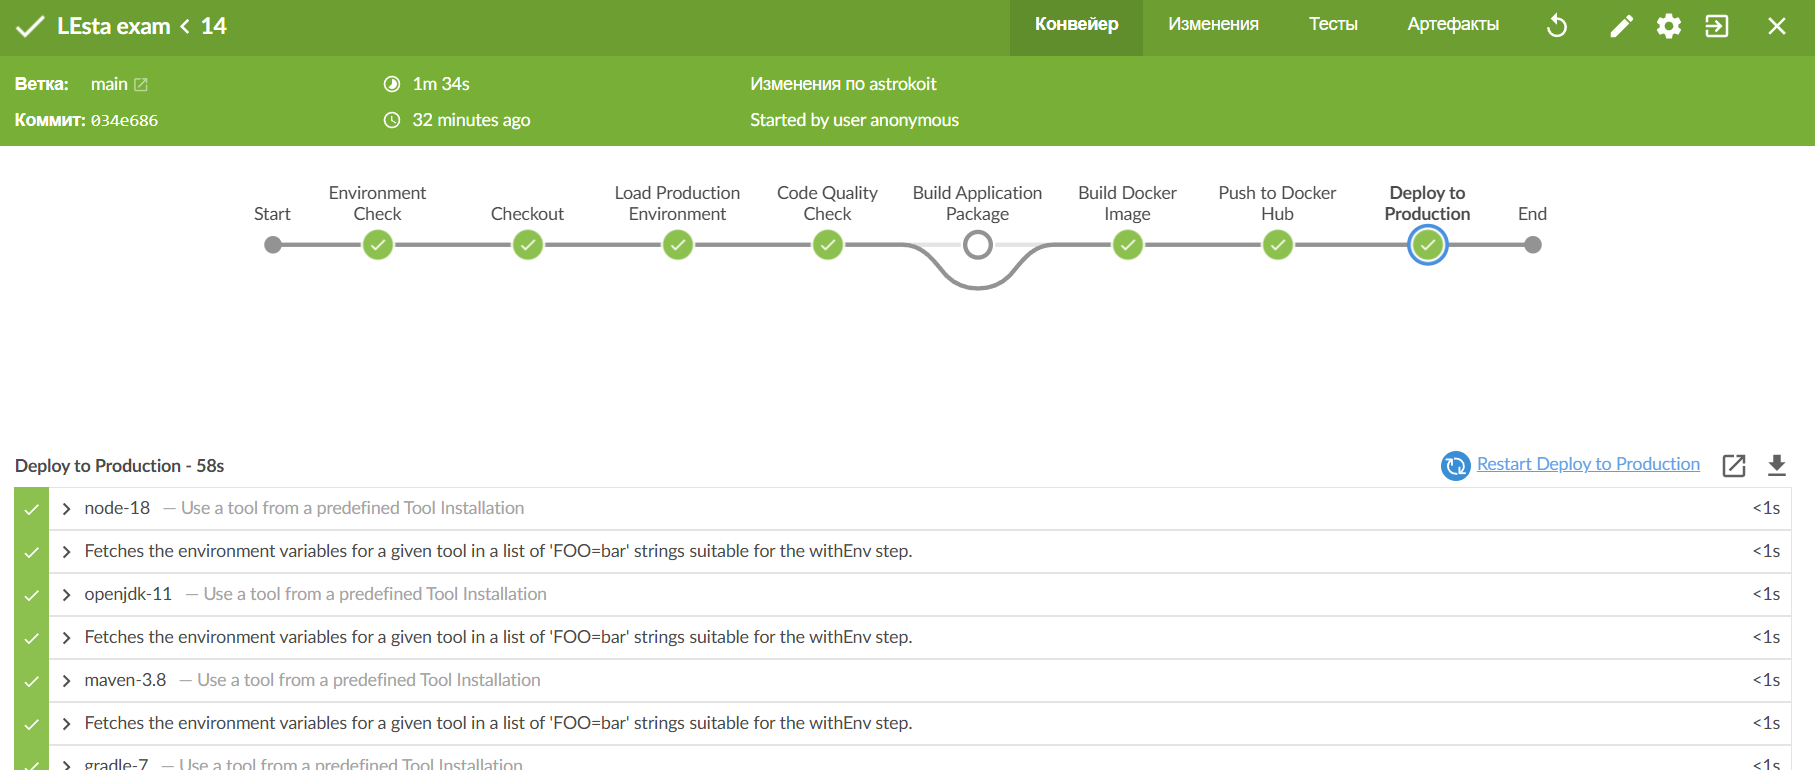 LEsta exam < 14
Конвейер Изменения Тесты Артефакты
Ветка: main 1m 34s Изменения по astrokoit
Коммит: 034e686 32 minutes ago Started by user anonymous
Start
Environment
Check
Checkout
Load Production
Environment
Code Quality
Check
Build Application
Package
Build Docker
Image
Push to Docker
Hub
Deploy to
Production
End
Deploy to Production - 58s Restart Deploy to Production
node-18 — Use a tool from a predefined Tool Installation <1s
Fetches the environment variables for a given tool in a list of 'FOO=bar' strings suitable for the withEnv step. <1s
openjdk-11 — Use a tool from a predefined Tool Installation <1s
Fetches the environment variables for a given tool in a list of 'FOO=bar' strings suitable for the withEnv step. <1s
maven-3.8 — Use a tool from a predefined Tool Installation <1s
Fetches the environment variables for a given tool in a list of 'FOO=bar' strings suitable for the withEnv step. <1s
gradle-7 — Use a tool from a predefined Tool Installation <1s